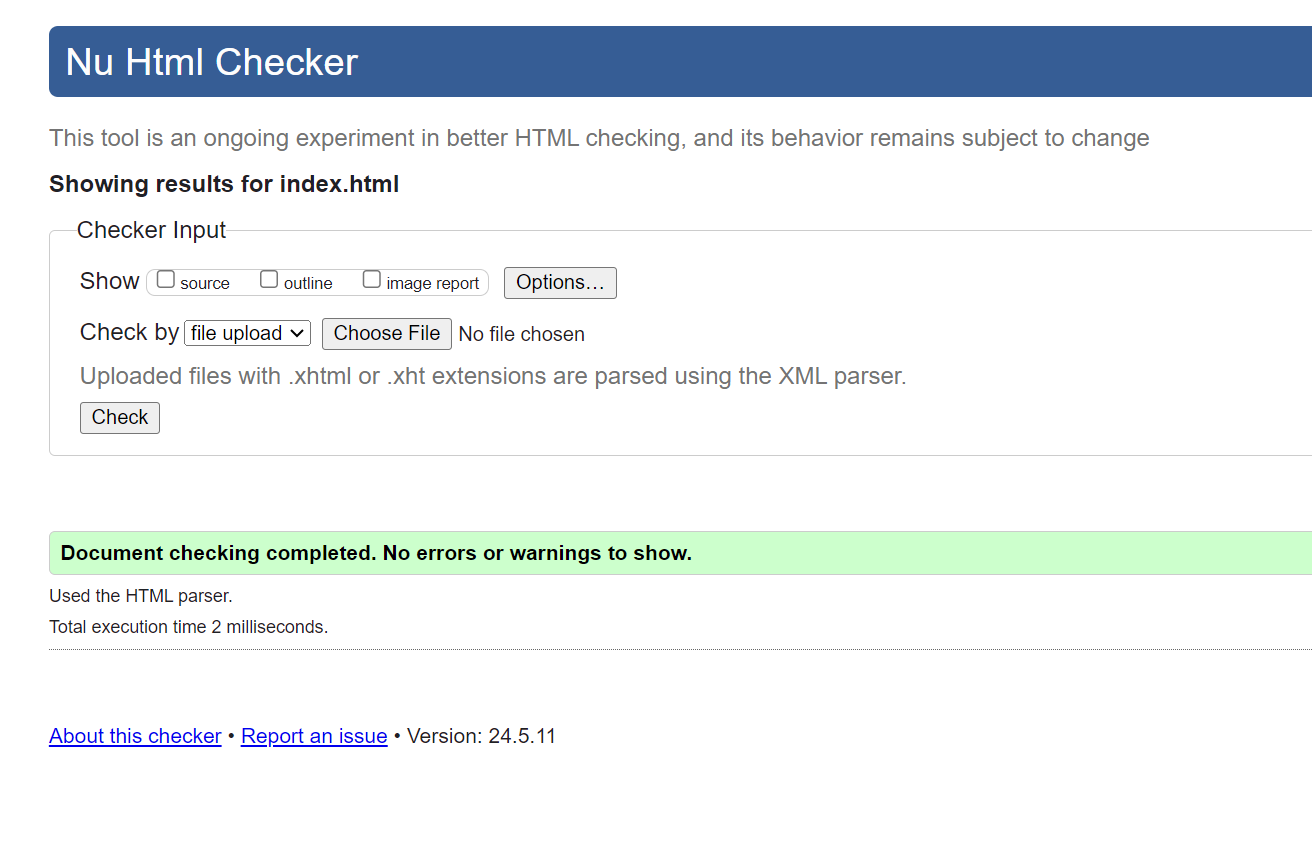 Nu Html Checker
This tool is an ongoing experiment in better HTML checking, and its behavior remains subject to change
Showing results for index.html
Checker Input
Show source outline image report Options...
Check by file upload Choose File No file chosen
Uploaded files with .xhtml or .xht extensions are parsed using the XML parser.
Check
Document checking completed. No errors or warnings to show.
Used the HTML parser.
Total execution time 2 milliseconds.
About this checker • Report an issue • Version: 24.5.11